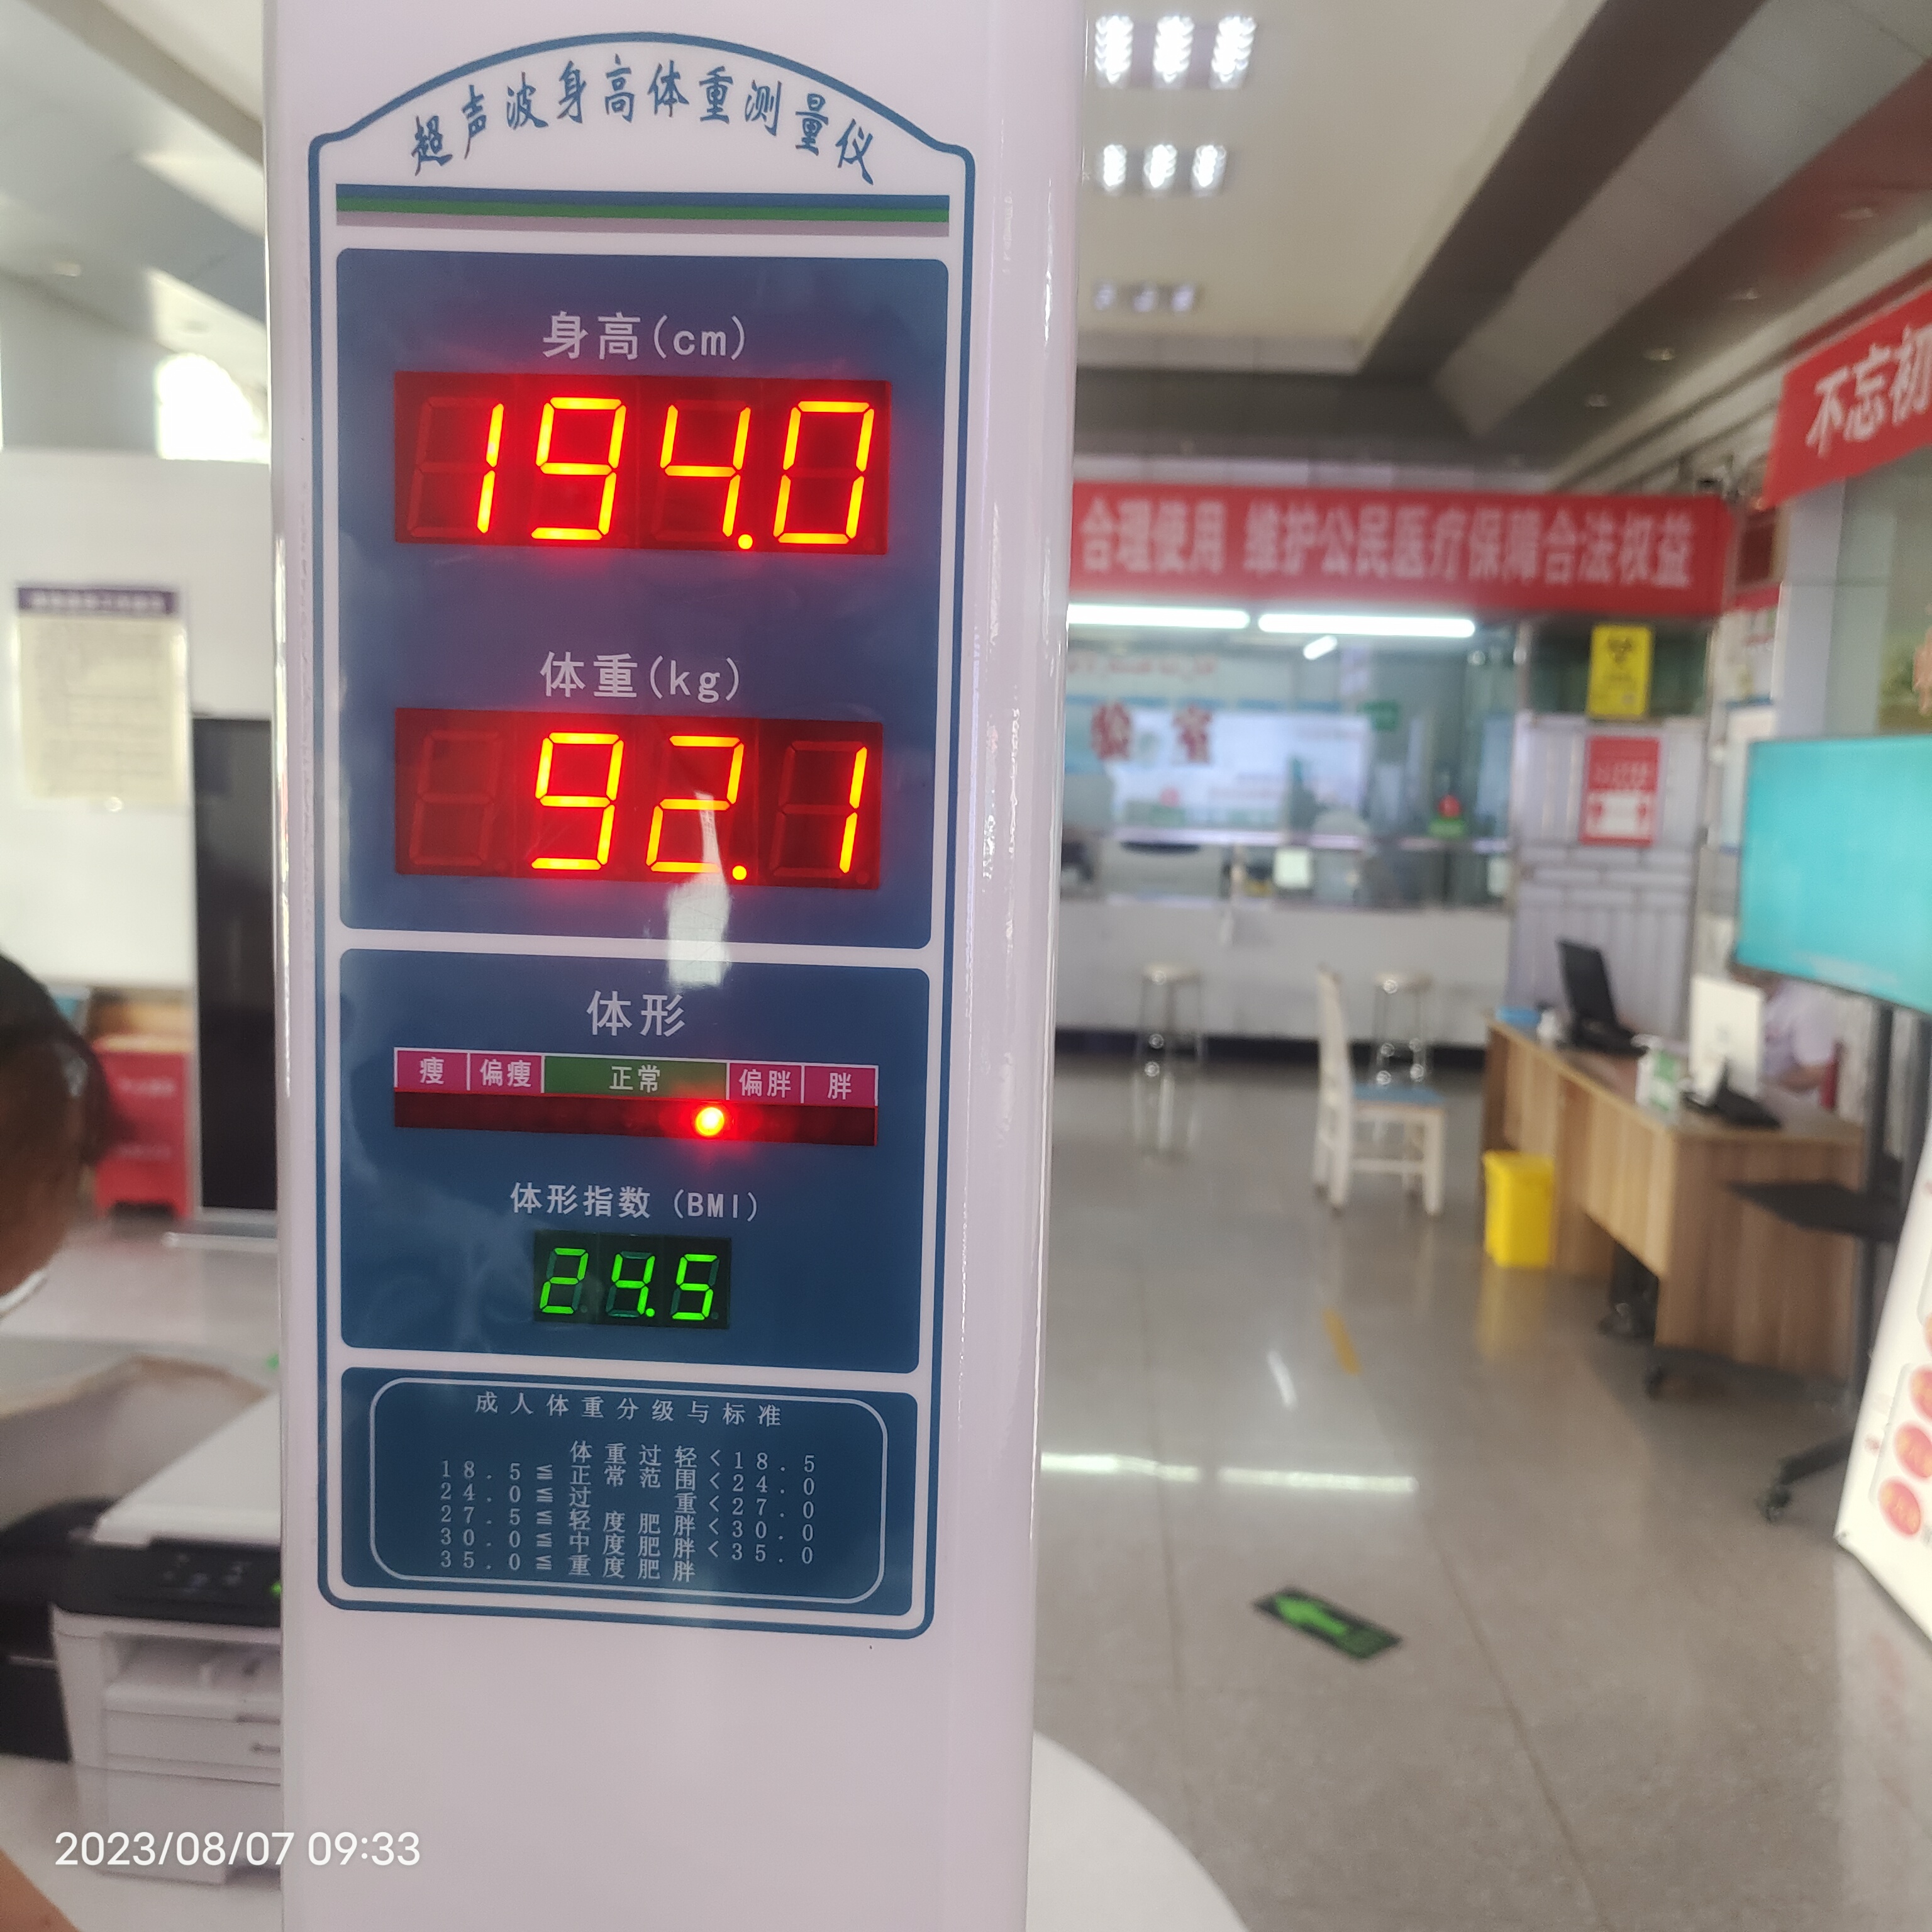 超声波身高体重测量仪
身高(cm)
194.0
体重(kg)
92.1
体形
瘦 偏瘦 正常 偏胖 胖
体形指数(BMI)
24.5
成人体重分级与标准
体重过轻<18.5
18.5≦正常范围<24.0
24.0≦过重<27.0
27.5≦轻度肥胖<30.0
30.0≦中度肥胖<35.0
35.0≦重度肥胖
不忘初
合理使用 维护公民医疗保障合法权益
验室
2023/08/07 09:33